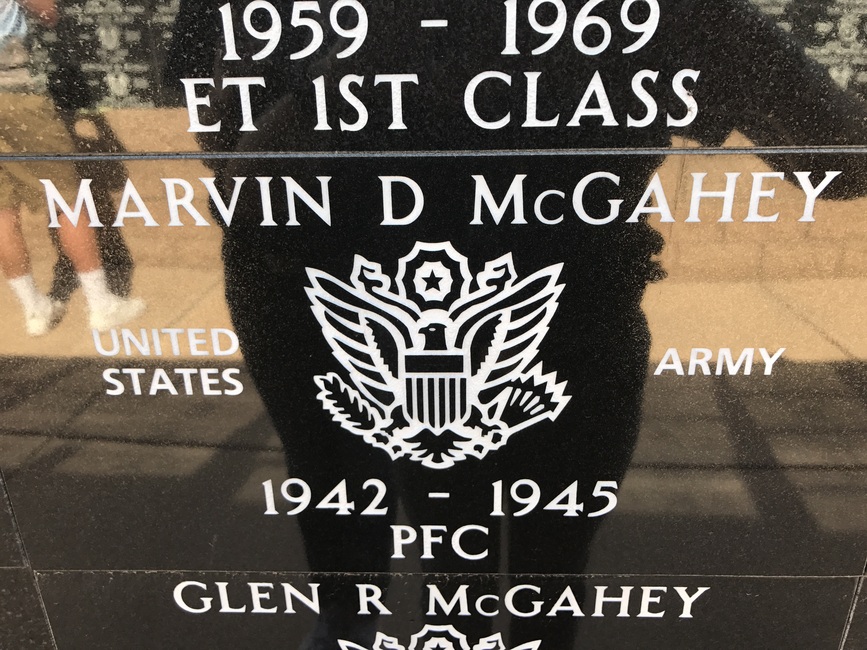 1959 - 1969
ET 1ST CLASS
MARVIN D McGAHEY
UNITED
STATES
ARMY
1942 - 1945
PFC
GLEN R McGAHEY